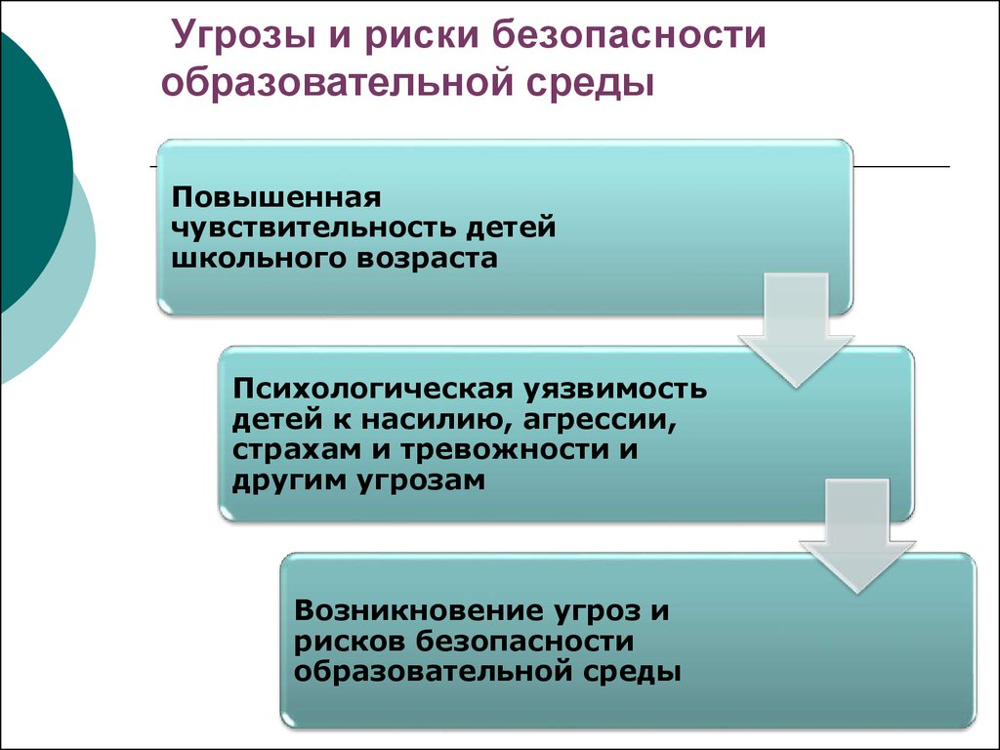 Угрозы и риски безопасности
образовательной среды
Повышенная
чувствительность детей
школьного возраста
Психологическая уязвимость
детей к насилию, агрессии,
страхам и тревожности и
другим угрозам
Возникновение угроз и
рисков безопасности
образовательной среды